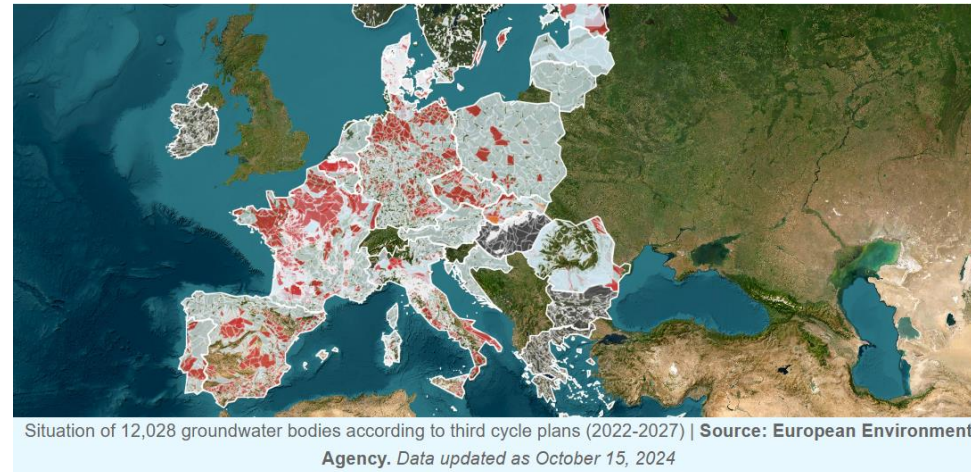 Situation of 12,028 groundwater bodies according to third cycle plans (2022-2027) | Source: European Environment
Agency. Data updated as October 15, 2024